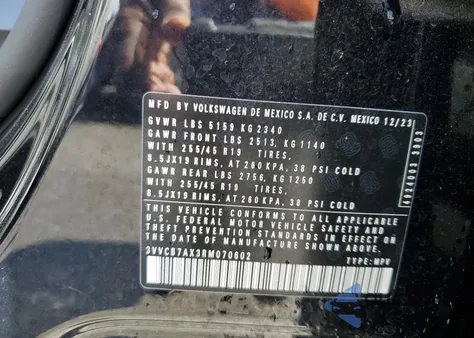 MFD BY VOLKSWAGEN DE MEXICO S.A. DE C.V. MEXICO 12/23
GVWR LBS 5159 KG 2340
GAWR FRONT LBS 2513, KG 1140
WITH 255/45 R19 TIRES,
8.5JX19 RIMS, AT 260 KPA, 38 PSI COLD
GAWR REAR LBS 2756, KG1250
WITH 255/45 R19 TIRES,
8.5JX19 RIMS, AT 260 KPA, 38 PSI COLD
THIS VEHICLE CONFORMS TO ALL APPLICABLE
U.S. FEDERAL MOTOR VEHICLE SAFETY AND
THEFT PREVENTION STANDARDS IN EFFECT ON
THE DATE OF MANUFACTURE SHOWN ABOVE.
3VVC67AX3RM070602 TYPE: MPV